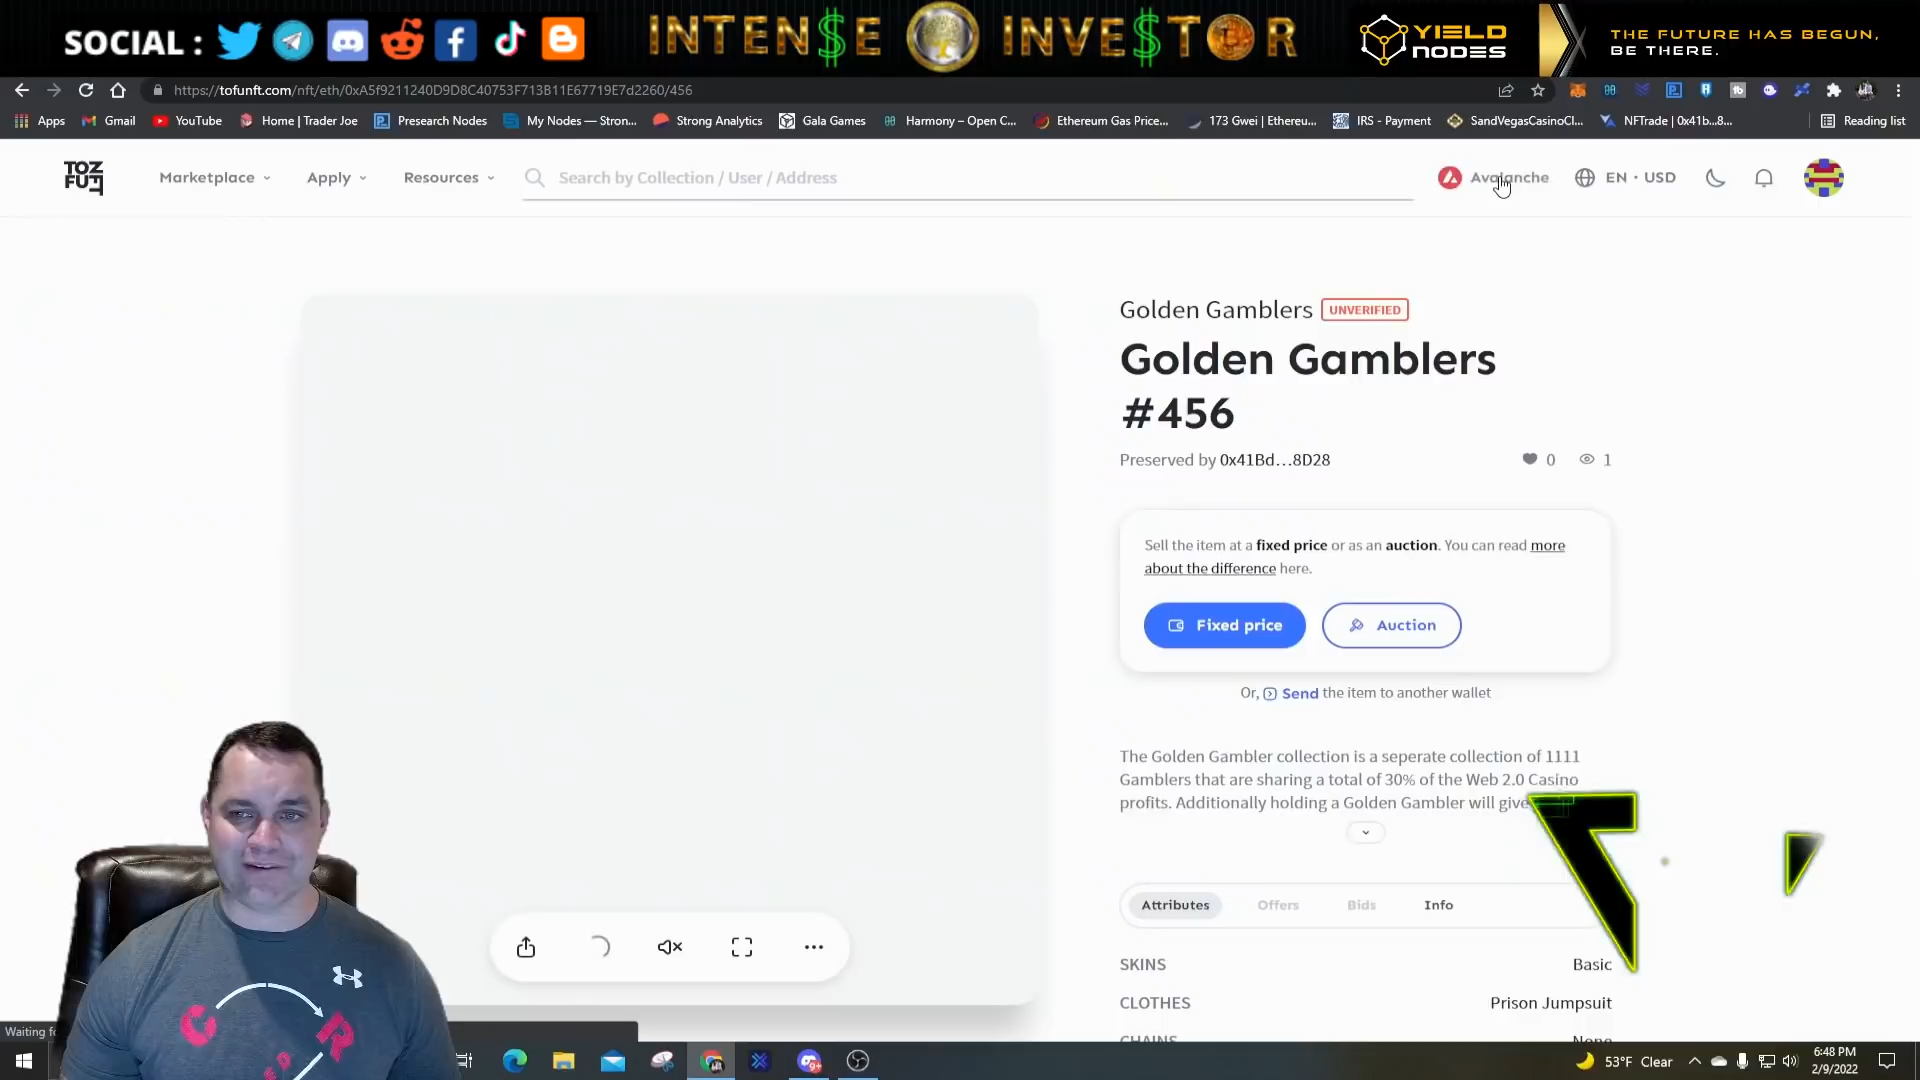 SOCIAL :
INTEN$E INVE$TOR
YIELD NODES
THE FUTURE HAS BEGUN,
BE THERE.
https://tofunft.com/nft/eth/0xA5f9211240D9D8C40753F713B11E67719E7d2260/456
Apps Gmail YouTube Home | Trader Joe Presearch Nodes My Nodes — Stron... Strong Analytics Gala Games Harmony – Open C... Ethereum Gas Price... 173 Gwei | Ethereu... IRS - Payment SandVegasCasinoCl... NFTrade | 0x41b...8... Reading list
Marketplace Apply Resources Search by Collection / User / Address Avalanche EN · USD
Golden Gamblers UNVERIFIED
Golden Gamblers
#456
Preserved by 0x41Bd...8D28 0 1
Sell the item at a fixed price or as an auction. You can read more
about the difference here.
Fixed price Auction
Or, Send the item to another wallet
The Golden Gambler collection is a seperate collection of 1111
Gamblers that are sharing a total of 30% of the Web 2.0 Casino
profits. Additionally holding a Golden Gambler will give
Attributes Offers Bids Info
SKINS Basic
CLOTHES Prison Jumpsuit
CHAINS None
Waiting fo
53°F Clear
6:48 PM
2/9/2022